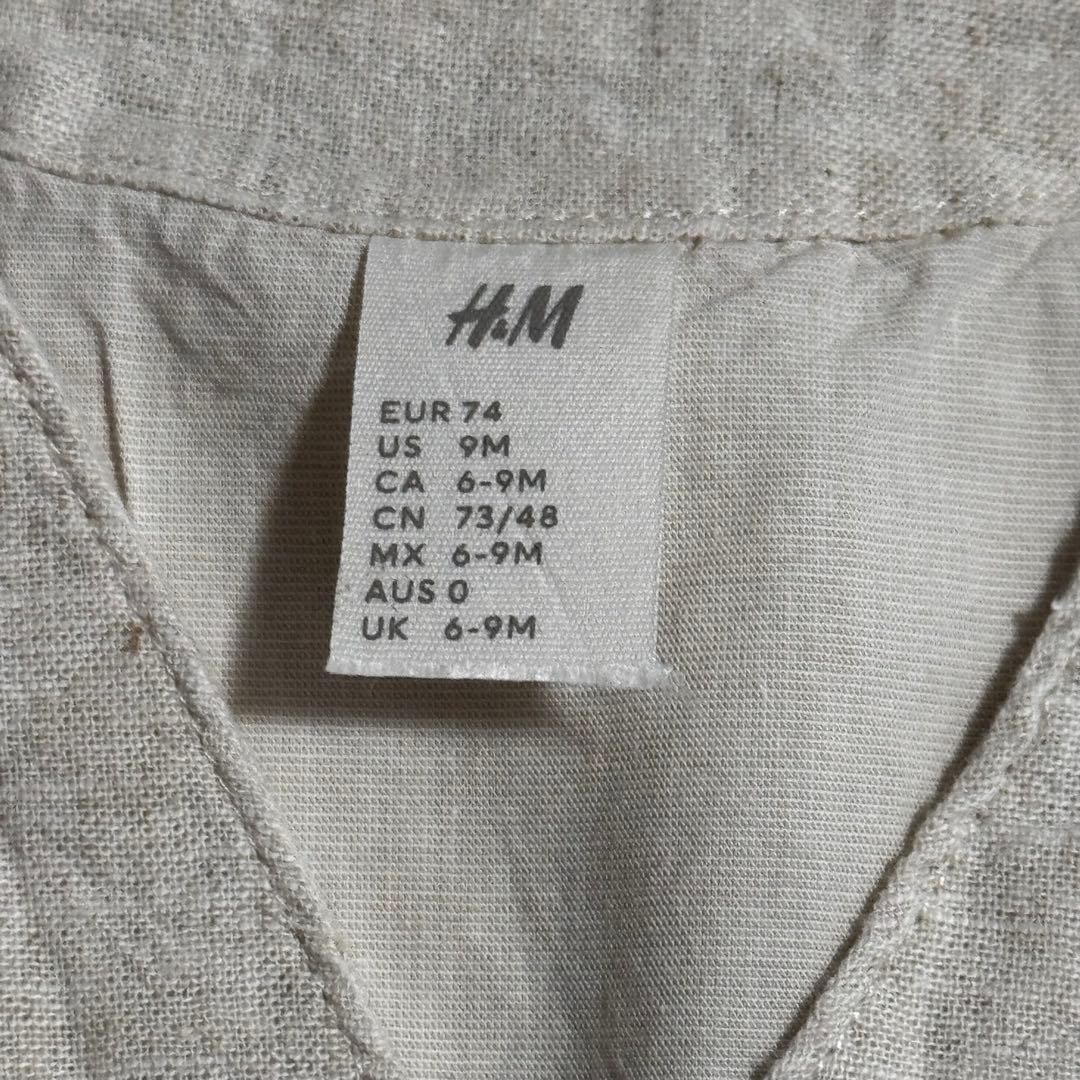 H&M
EUR 74
US 9M
CA 6-9M
CN 73/48
MX 6-9M
AUS 0
UK 6-9M